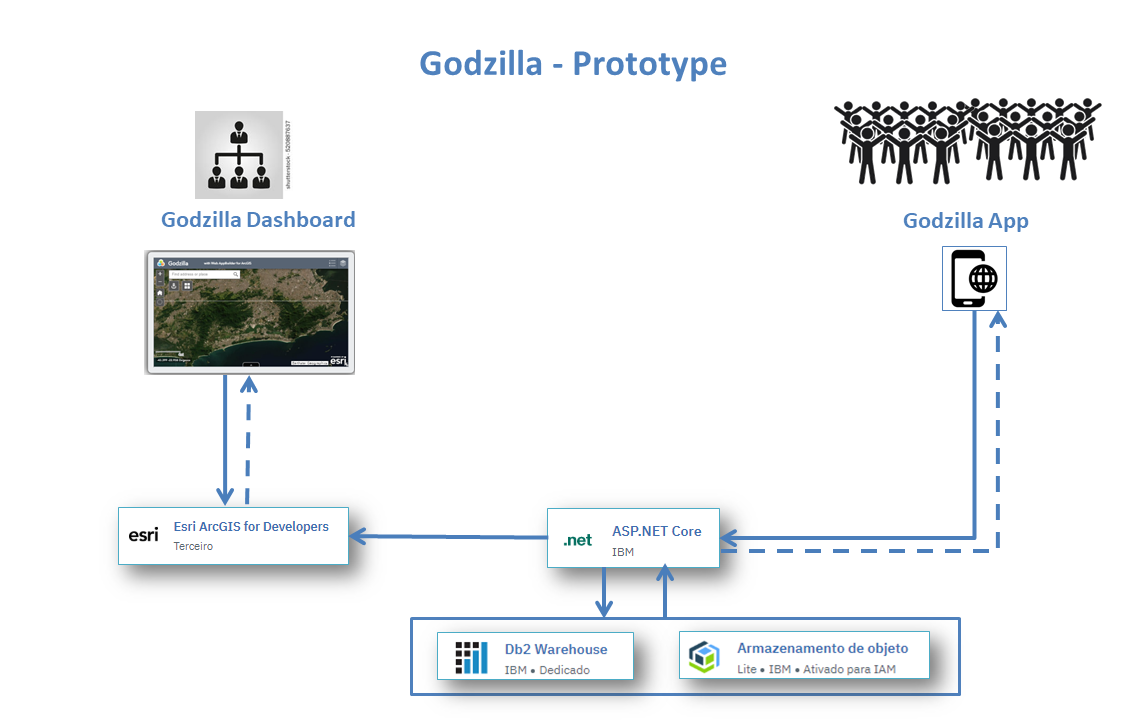 Godzilla - Prototype
shutterstock · 520887637
Godzilla Dashboard
Godzilla App
Godzilla
with Web AppBuilder for ArcGIS
Find address or place
esri
esri
Esri ArcGIS for Developers
Terceiro
.net
ASP.NET Core
IBM
Db2 Warehouse
IBM • Dedicado
Armazenamento de objeto
Lite • IBM • Ativado para IAM